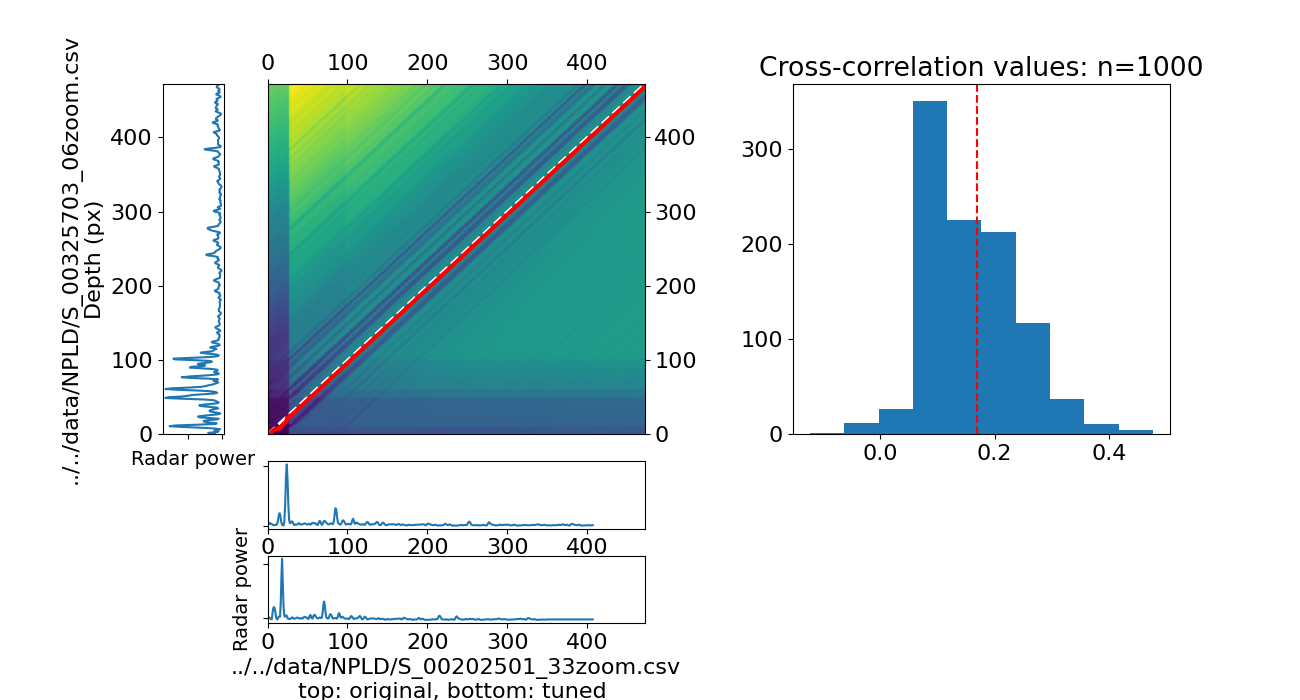 ../../data/NPLD/S_00325703_06zoom.csv
Depth (px)
0
100
200
300
400
Radar power
0 100 200 300 400
400
300
200
100
0
0 100 200 300 400
Radar power
0 100 200 300 400
../../data/NPLD/S_00202501_33zoom.csv
top: original, bottom: tuned
Cross-correlation values: n=1000
300
200
100
0
0.0 0.2 0.4